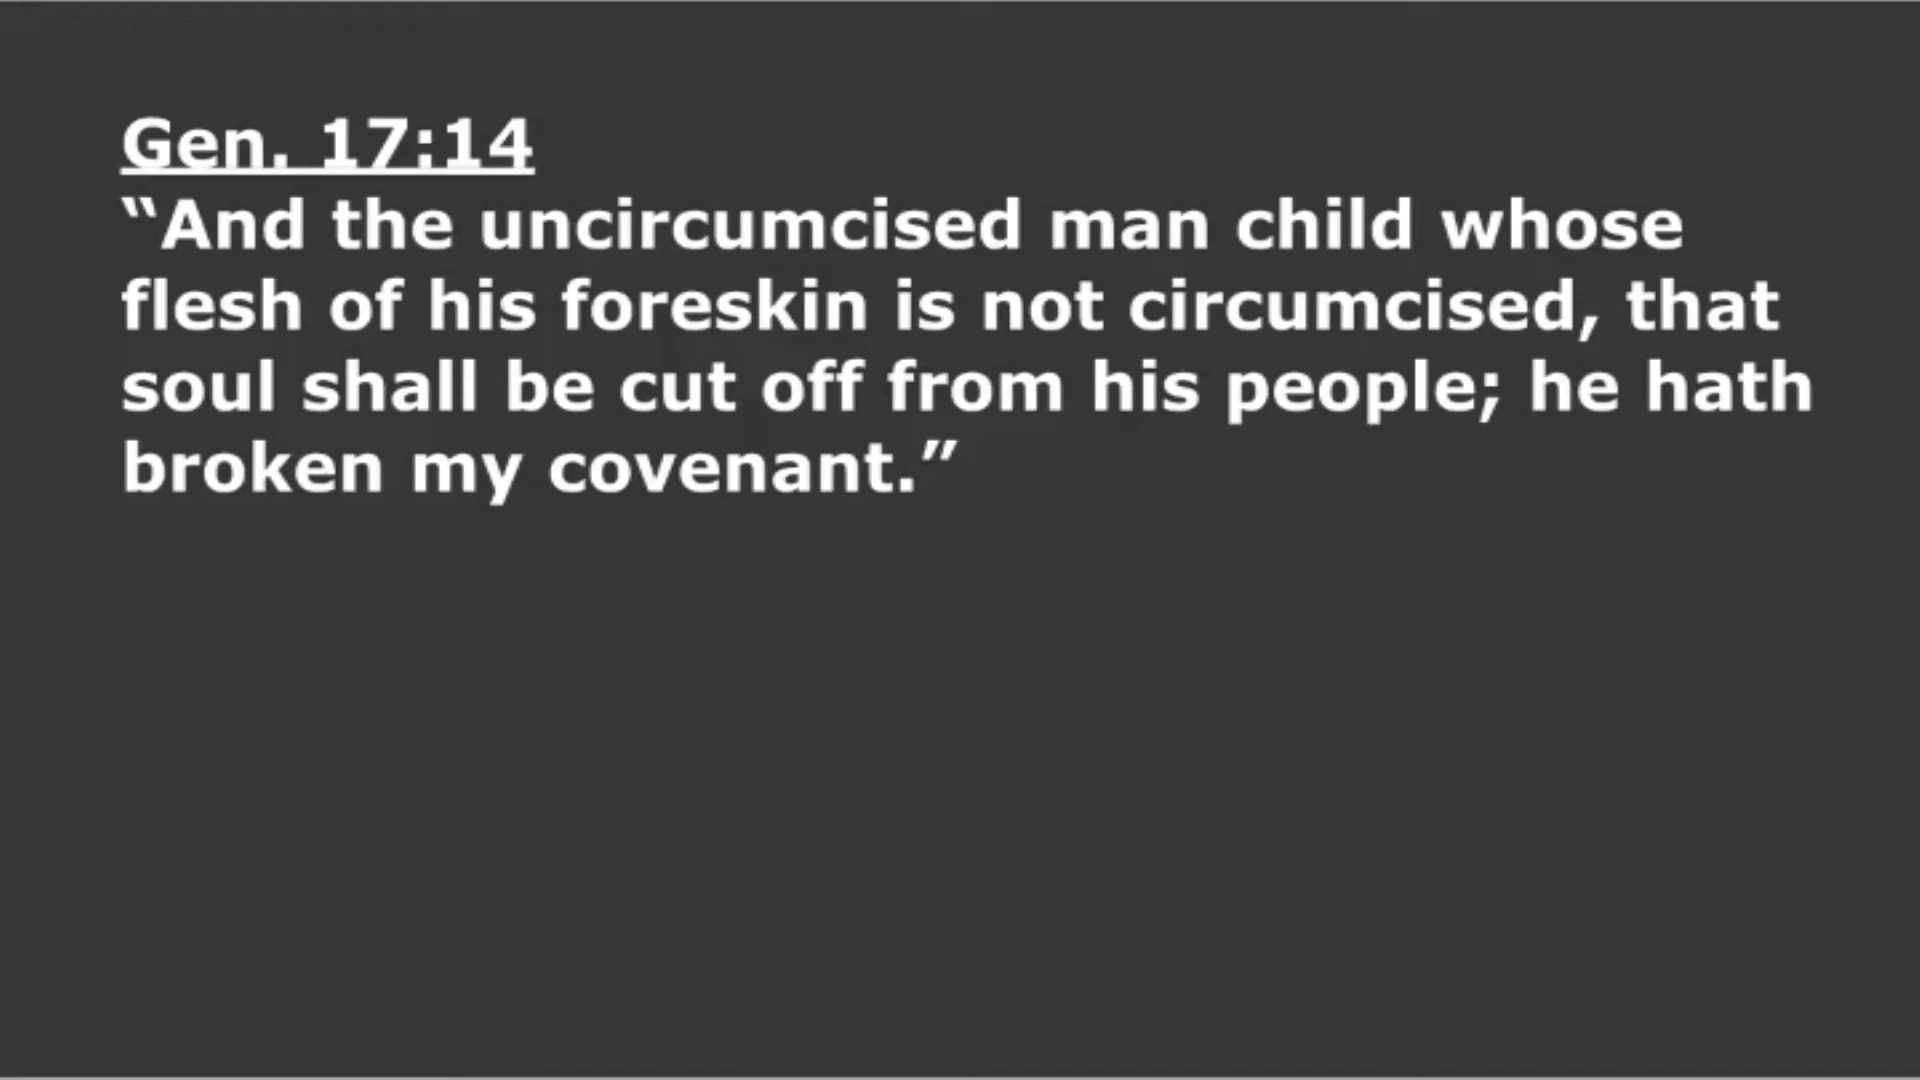 Gen. 17:14
“And the uncircumcised man child whose
flesh of his foreskin is not circumcised, that
soul shall be cut off from his people; he hath
broken my covenant.”